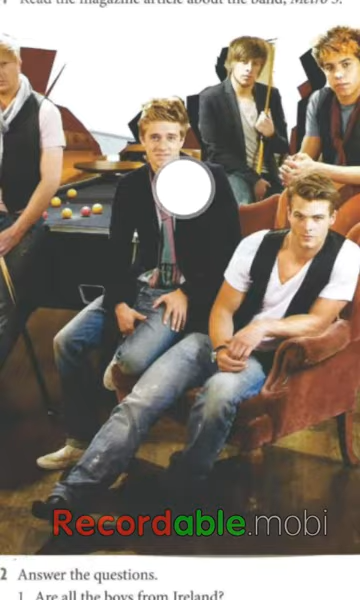 Read the magazine article about the band, Metro 5.
Recordable.mobi
2 Answer the questions.
1 Are all the boys from Ireland?